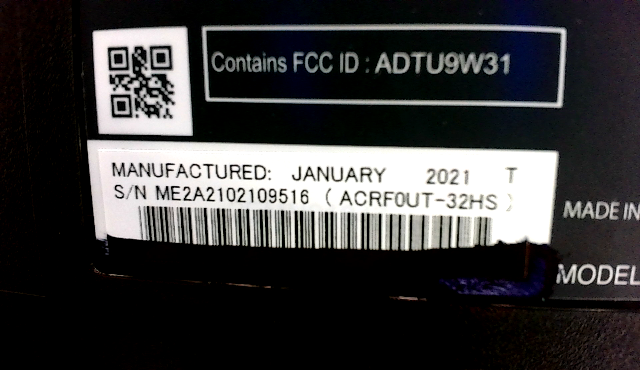 Contains FCC ID : ADTU9W31
MANUFACTURED: JANUARY 2021 T
S/N ME2A2102109516 ( ACRF0UT-32HS )
MADE IN
MODEL